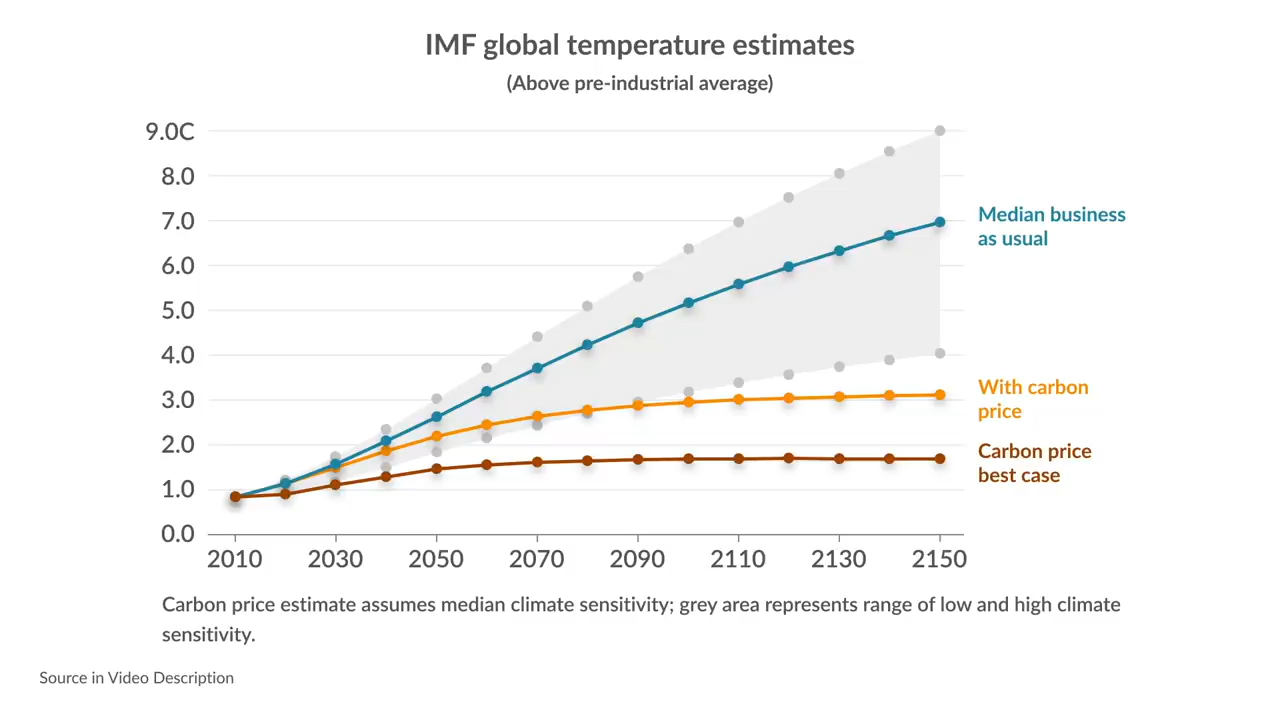 IMF global temperature estimates
(Above pre-industrial average)
9.0C
8.0
7.0
6.0
5.0
4.0
3.0
2.0
1.0
0.0
2010 2030 2050 2070 2090 2110 2130 2150
Median business
as usual
With carbon
price
Carbon price
best case
Carbon price estimate assumes median climate sensitivity; grey area represents range of low and high climate
sensitivity.
Source in Video Description